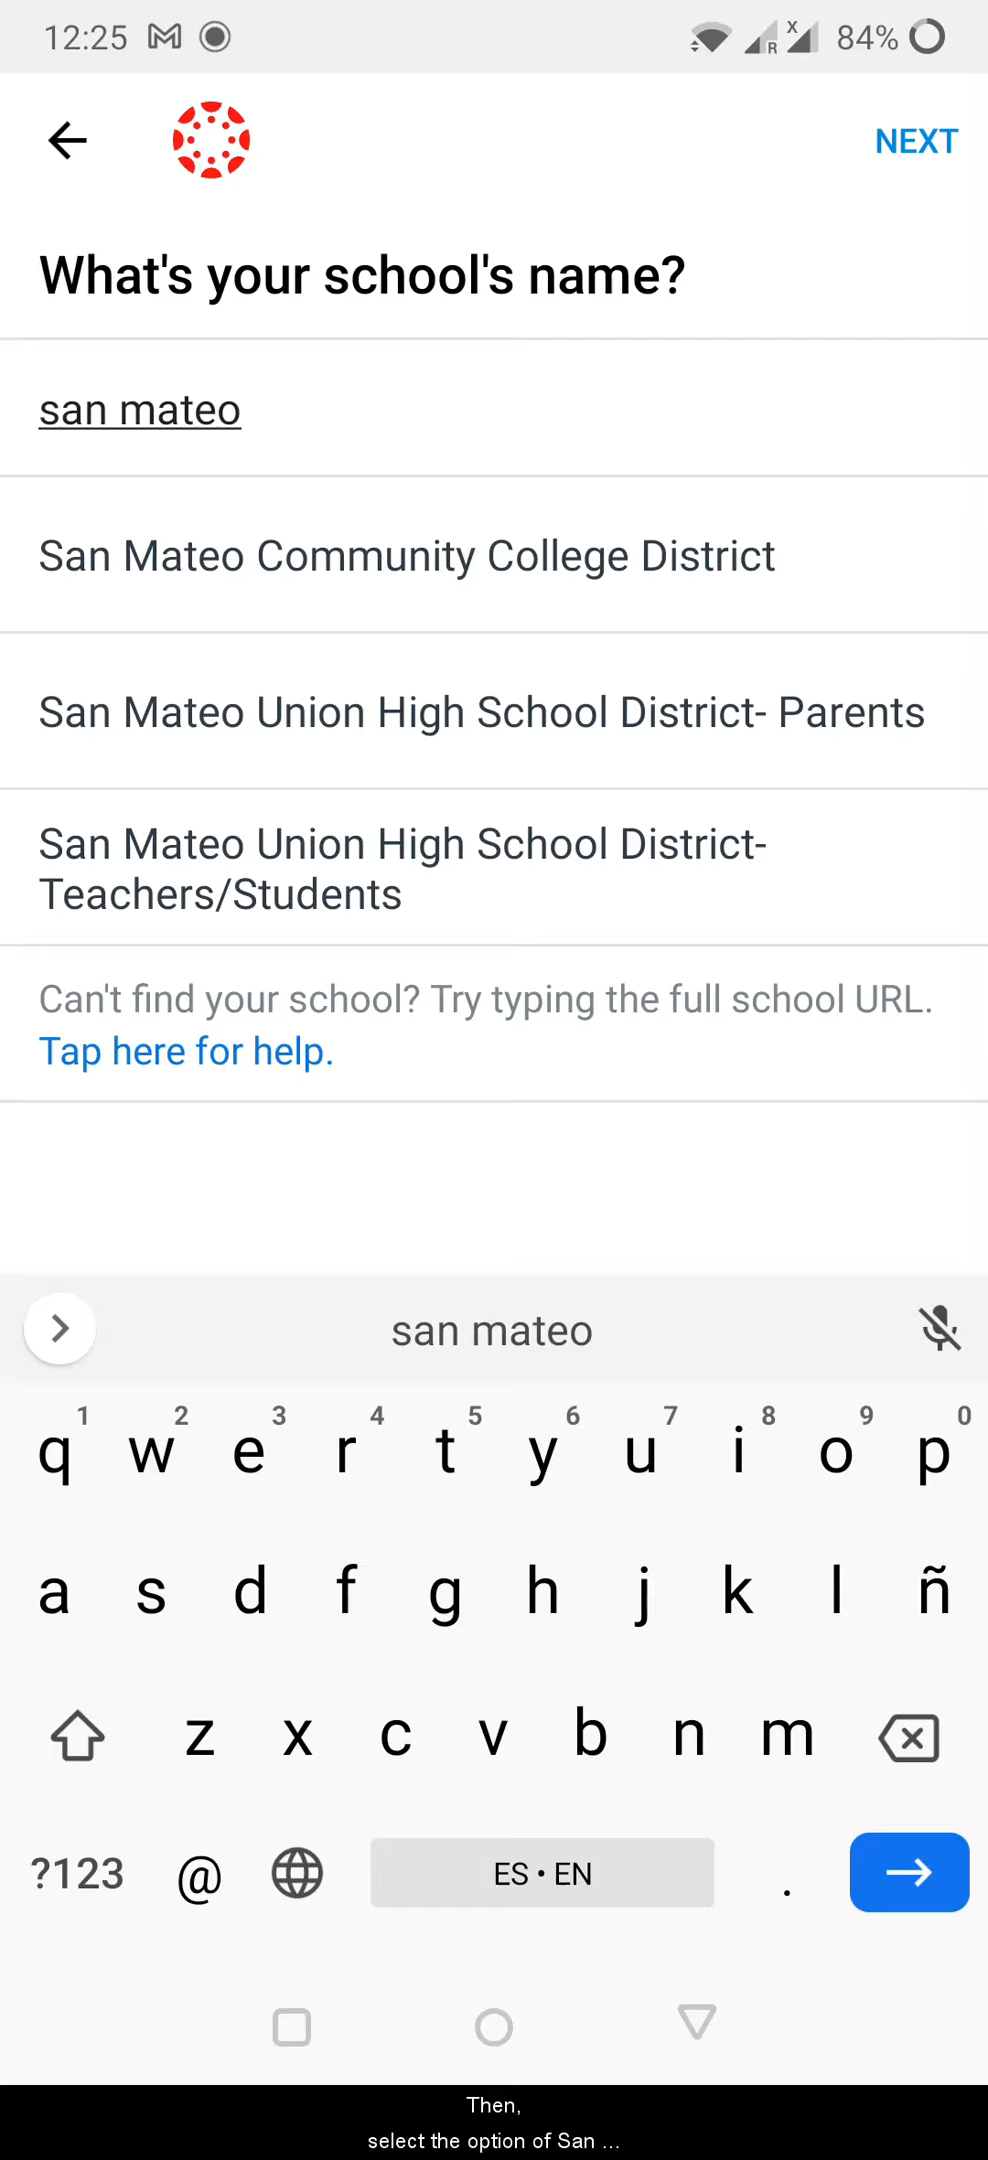 12:25
R
X
84%
NEXT
What's your school's name?
san mateo
San Mateo Community College District
San Mateo Union High School District- Parents
San Mateo Union High School District-
Teachers/Students
Can't find your school? Try typing the full school URL.
Tap here for help.
san mateo
1 2 3 4 5 6 7 8 9 0
q w e r t y u i o p
a s d f g h j k l ñ
z x c v b n m
?123 @ ES • EN .
Then,
select the option of San ...